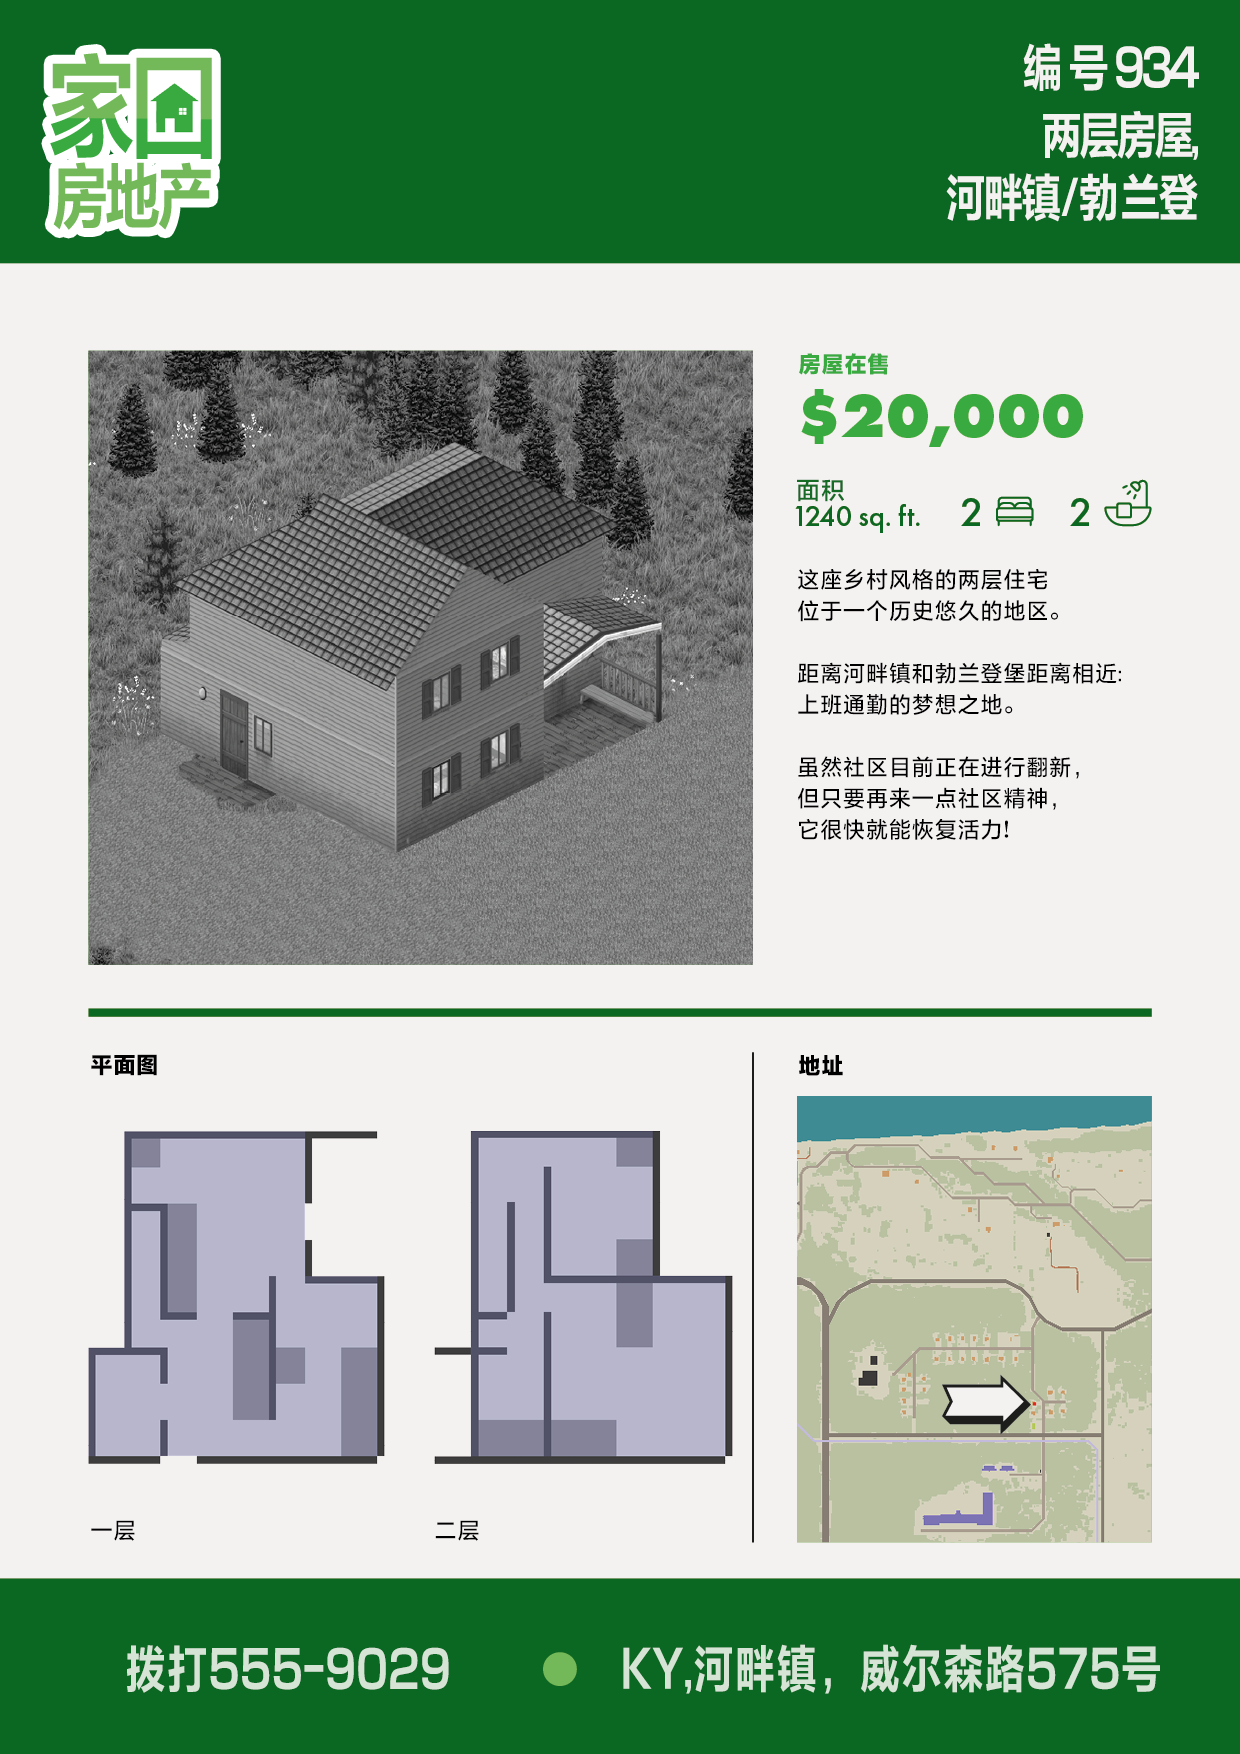 家园
房地产
编号934
两层房屋,
河畔镇/勃兰登
房屋在售
$20,000
面积
1240 sq. ft.
2
2
这座乡村风格的两层住宅
位于一个历史悠久的地区。
距离河畔镇和勃兰登堡距离相近:
上班通勤的梦想之地。
虽然社区目前正在进行翻新,
但只要再来一点社区精神,
它很快就能恢复活力!
平面图
地址
一层
二层
拨打555-9029
KY,河畔镇，威尔森路575号